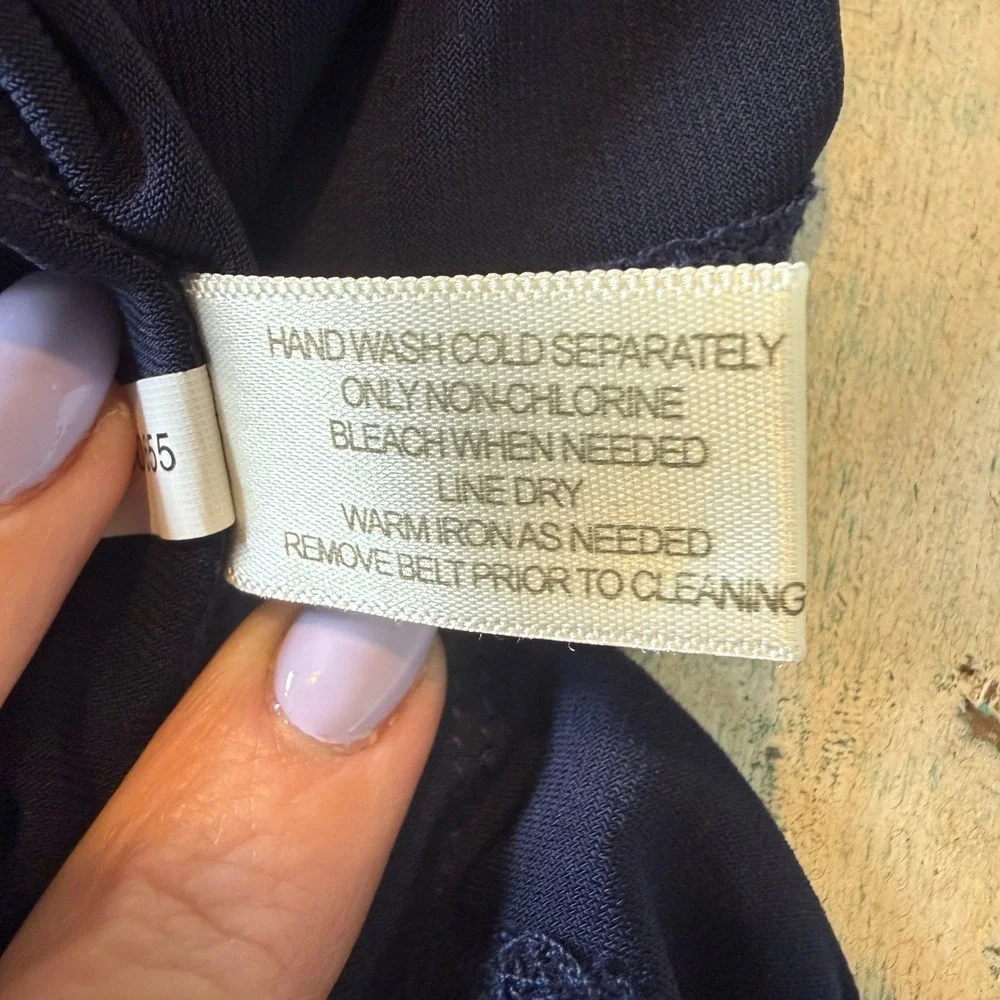 HAND WASH COLD SEPARATELY
ONLY NON-CHLORINE
BLEACH WHEN NEEDED
LINE DRY
WARM IRON AS NEEDED
REMOVE BELT PRIOR TO CLEANING